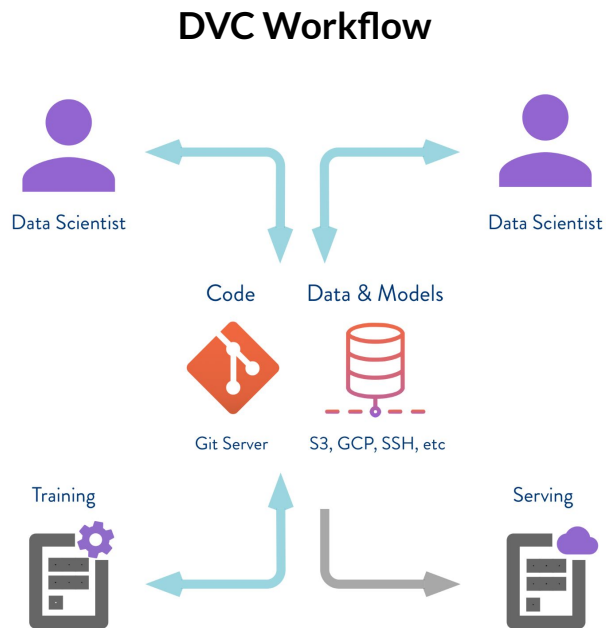 DVC Workflow
Data Scientist
Data Scientist
Code
Data & Models
Git Server
S3, GCP, SSH, etc
Training
Serving